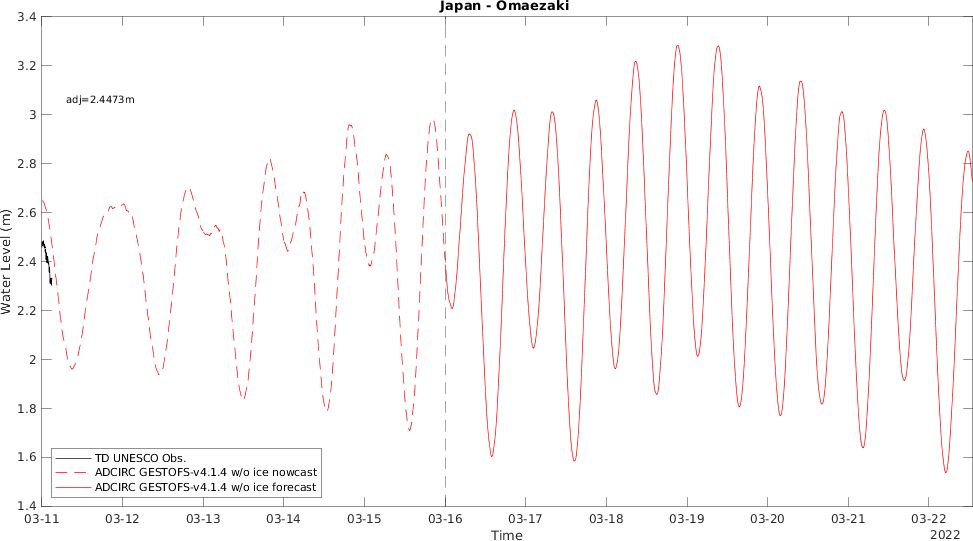 Japan - Omaezaki
3.4
3.2
3
2.8
2.6
2.4
2.2
2
1.8
1.6
1.4
Water Level (m)
adj=2.4473m
TD UNESCO Obs.
ADCIRC GESTOFS-v4.1.4 w/o ice nowcast
ADCIRC GESTOFS-v4.1.4 w/o ice forecast
03-11 03-12 03-13 03-14 03-15 03-16 03-17 03-18 03-19 03-20 03-21 03-22
Time
2022